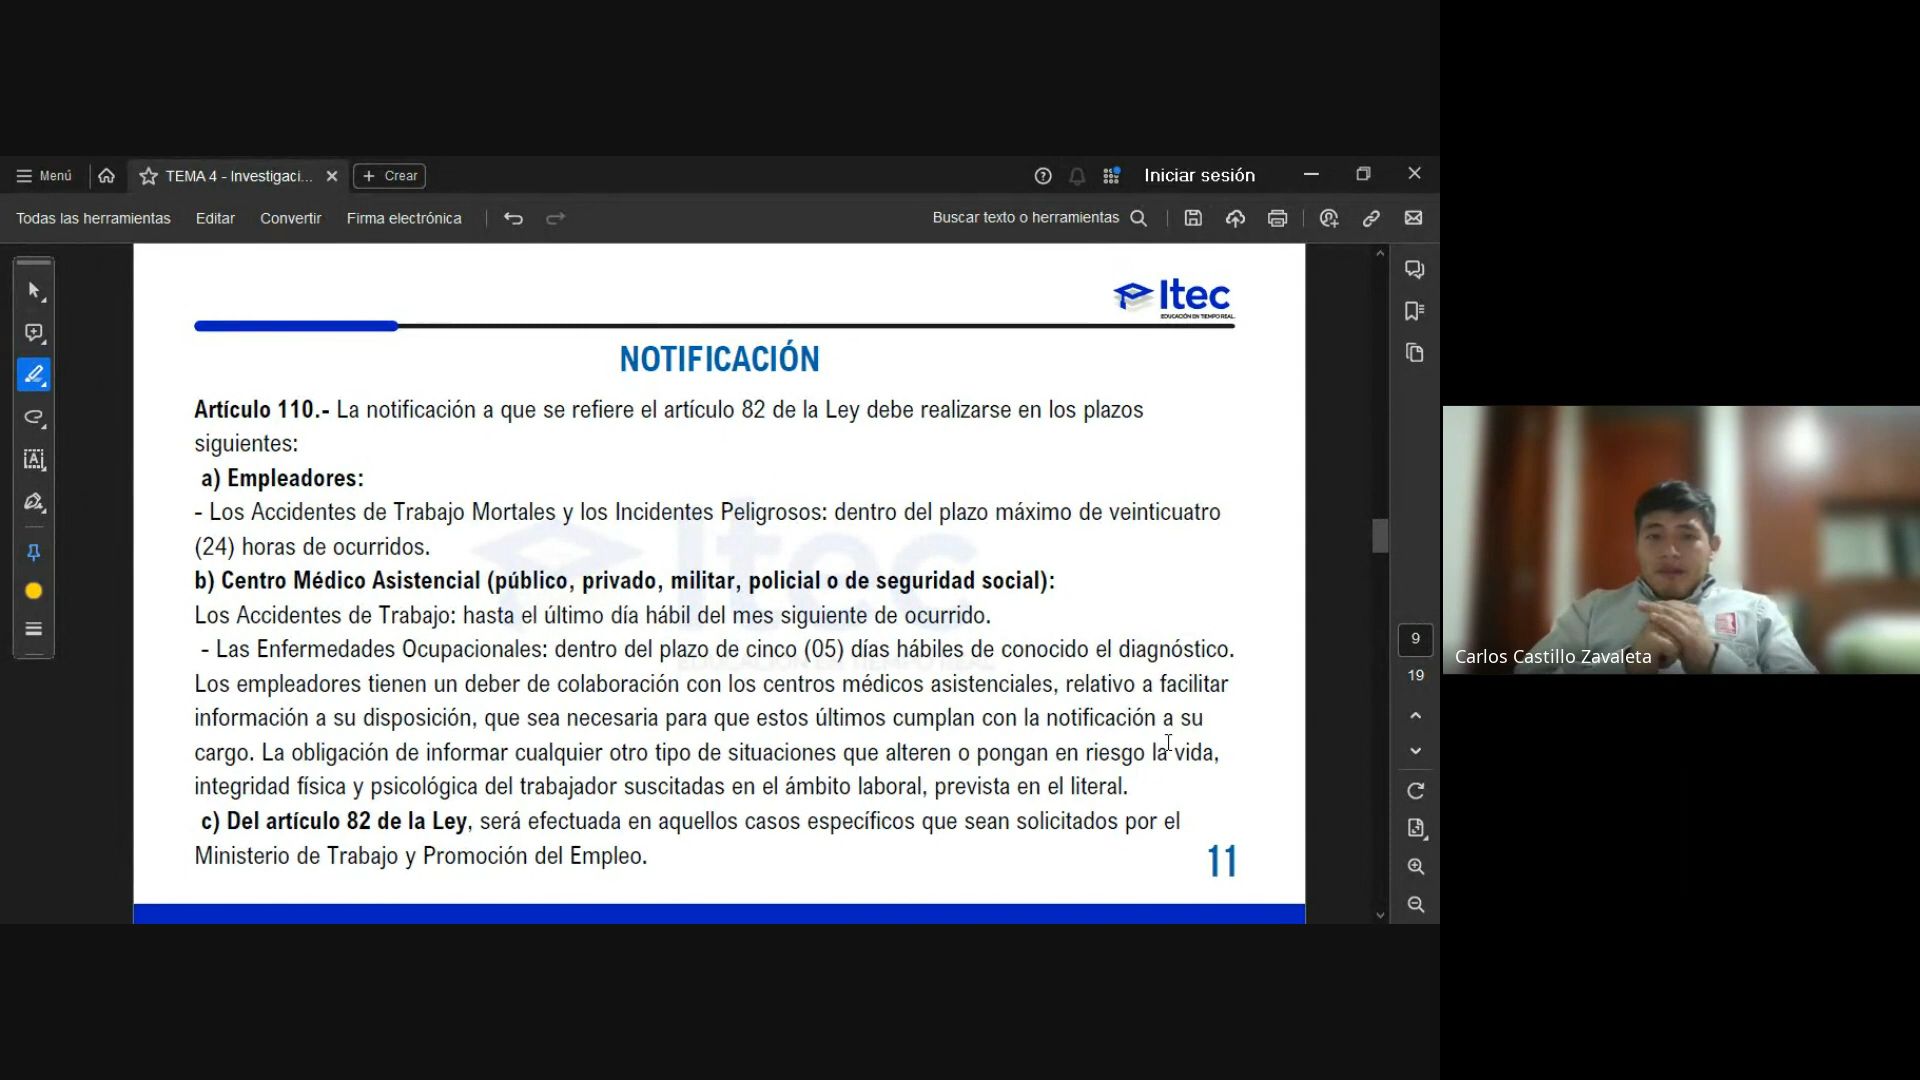 Menú
TEMA 4 - Investigaci...
Crear
Iniciar sesión
Todas las herramientas
Editar
Convertir
Firma electrónica
Buscar texto o herramientas
Itec
EDUCACIÓN EN TIEMPO REAL
NOTIFICACIÓN
Artículo 110.- La notificación a que se refiere el artículo 82 de la Ley debe realizarse en los plazos
siguientes:
a) Empleadores:
- Los Accidentes de Trabajo Mortales y los Incidentes Peligrosos: dentro del plazo máximo de veinticuatro
(24) horas de ocurridos.
b) Centro Médico Asistencial (público, privado, militar, policial o de seguridad social):
Los Accidentes de Trabajo: hasta el último día hábil del mes siguiente de ocurrido.
- Las Enfermedades Ocupacionales: dentro del plazo de cinco (05) días hábiles de conocido el diagnóstico.
Los empleadores tienen un deber de colaboración con los centros médicos asistenciales, relativo a facilitar
información a su disposición, que sea necesaria para que estos últimos cumplan con la notificación a su
cargo. La obligación de informar cualquier otro tipo de situaciones que alteren o pongan en riesgo la vida,
integridad física y psicológica del trabajador suscitadas en el ámbito laboral, prevista en el literal.
c) Del artículo 82 de la Ley, será efectuada en aquellos casos específicos que sean solicitados por el
Ministerio de Trabajo y Promoción del Empleo.
11
Itec
EDUCACIÓN EN TIEMPO REAL
9
19
Carlos Castillo Zavaleta